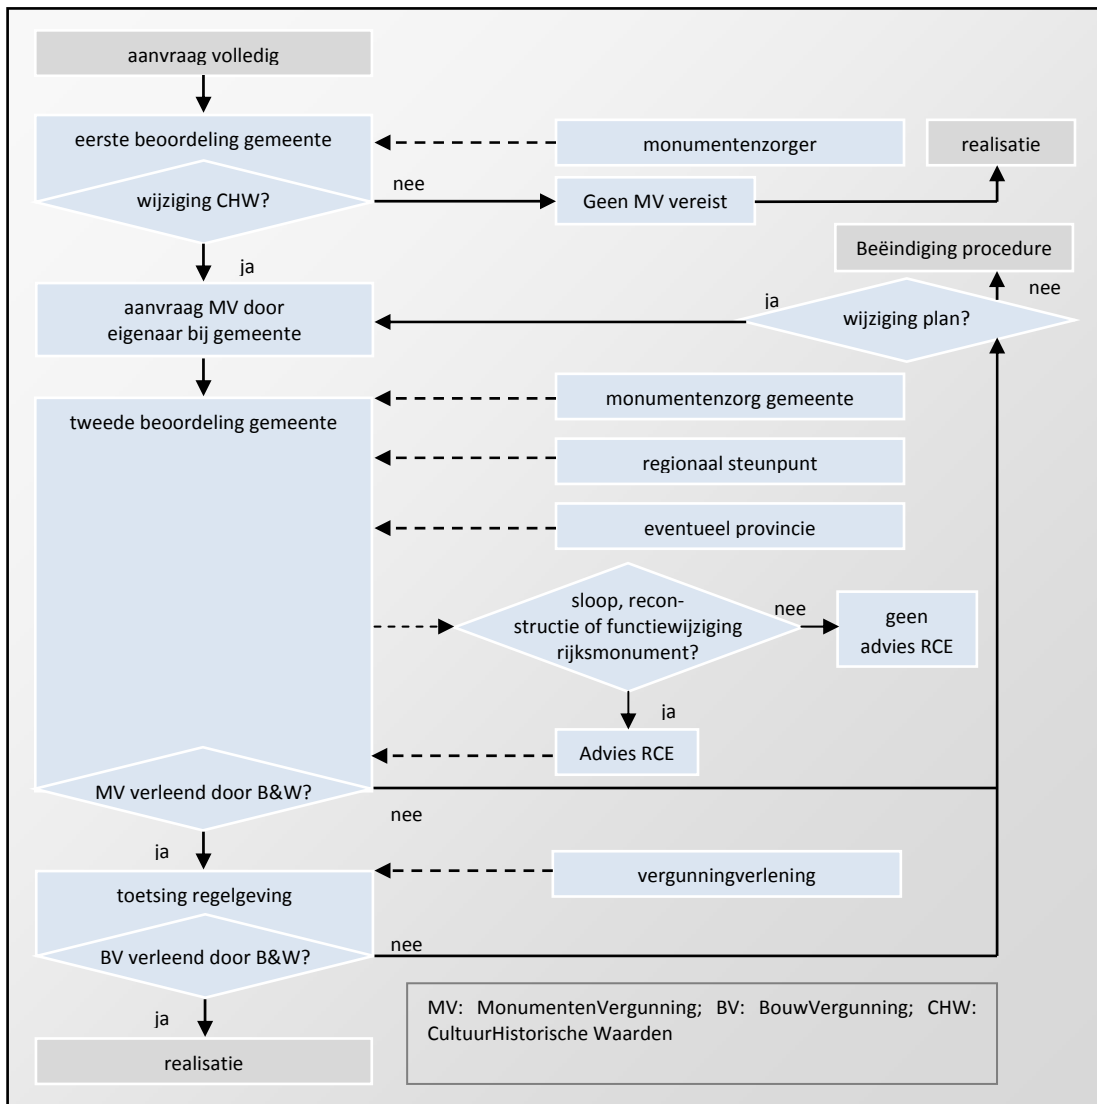 aanvraag volledig
eerste beoordeling gemeente
monumentenzorger
realisatie
wijziging CHW?
nee
Geen MV vereist
ja
Beëindiging procedure
aanvraag MV door
eigenaar bij gemeente
ja
nee
wijziging plan?
tweede beoordeling gemeente
monumentenzorg gemeente
regionaal steunpunt
eventueel provincie
sloop, recon-
structie of functiewijziging
rijksmonument?
nee
geen
advies RCE
ja
Advies RCE
MV verleend door B&W?
nee
ja
toetsing regelgeving
vergunningverlening
BV verleend door B&W?
nee
ja
realisatie
MV: MonumentenVergunning; BV: BouwVergunning; CHW:
CultuurHistorische Waarden